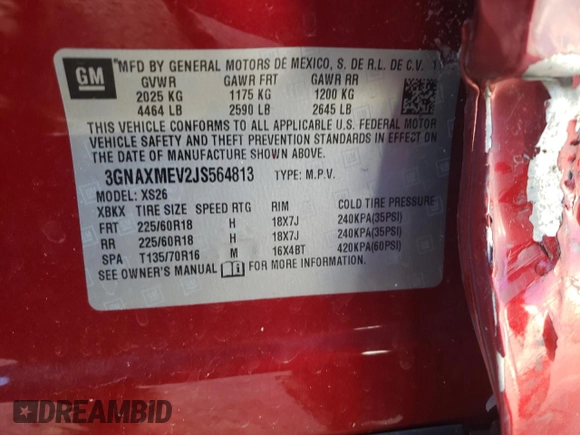 GM
*MFD BY GENERAL MOTORS DE MEXICO, S. DE R.L. DE C.V.
GVWR GAWR FRT GAWR RR
2025 KG 1175 KG 1200 KG
4464 LB 2590 LB 2645 LB
THIS VEHICLE CONFORMS TO ALL APPLICABLE U.S. FEDERAL MOTOR
VEHICLE SAFETY AND THEFT PREVENTION STANDARDS IN EFFECT ON
THE DATE OF MANUFACTURE SHOWN ABOVE.
3GNAXMEV2JS564813 TYPE: M.P.V.
MODEL: XS26
XBKX TIRE SIZE SPEED RTG RIM COLD TIRE PRESSURE
FRT 225/60R18 H 18X7J 240KPA(35PSI)
RR 225/60R18 H 18X7J 240KPA(35PSI)
SPA T135/70R16 M 16X4BT 420KPA(60PSI)
SEE OWNER'S MANUAL FOR MORE INFORMATION.
DREAMBID